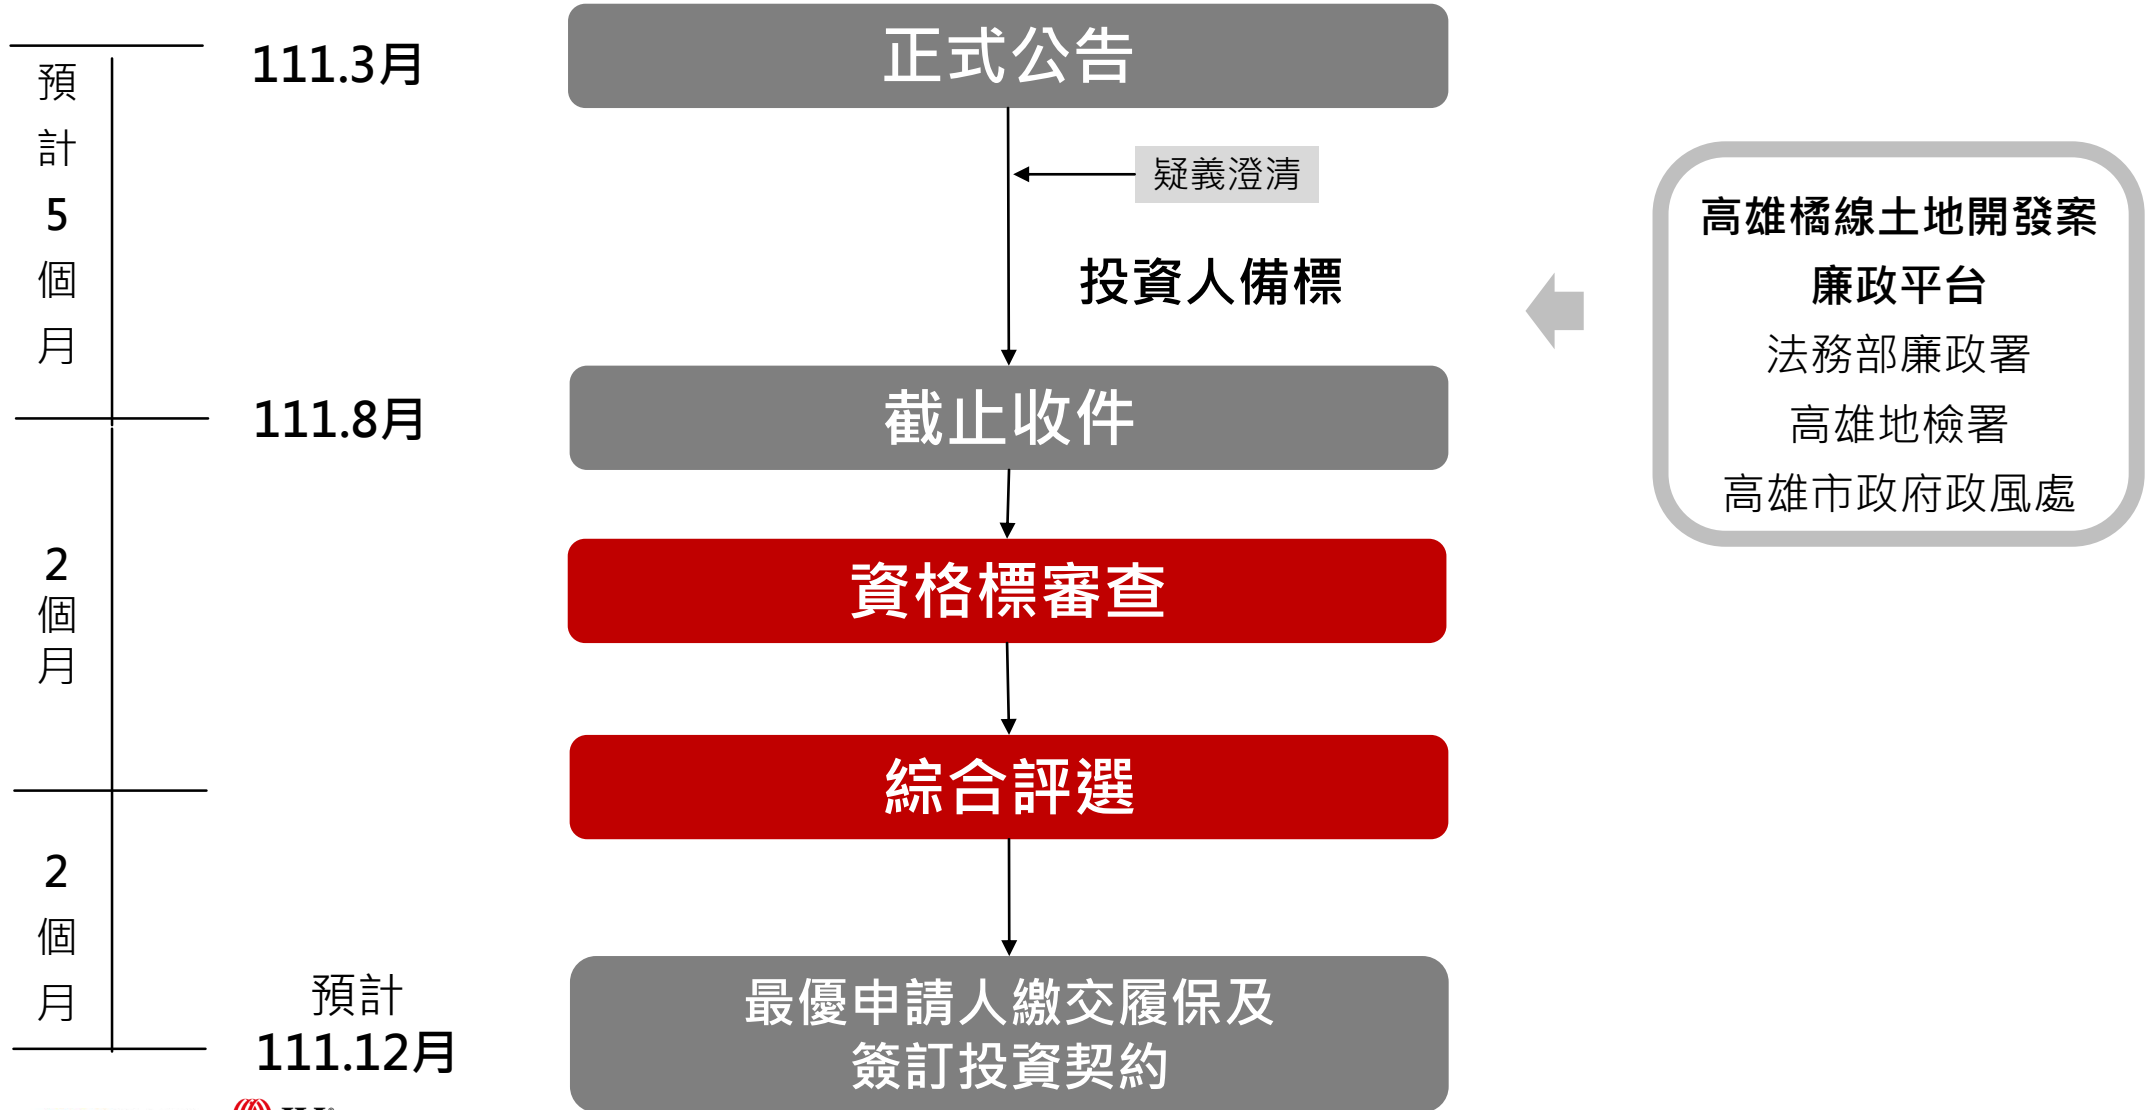 正式公告
111.3月
預
計
5
個
月
疑義澄清
投資人備標
高雄橘線土地開發案
廉政平台
法務部廉政署
高雄地檢署
高雄市政府政風處
111.8月
截止收件
2
個
月
資格標審查
綜合評選
2
個
月
預計
111.12月
最優申請人繳交履保及
簽訂投資契約